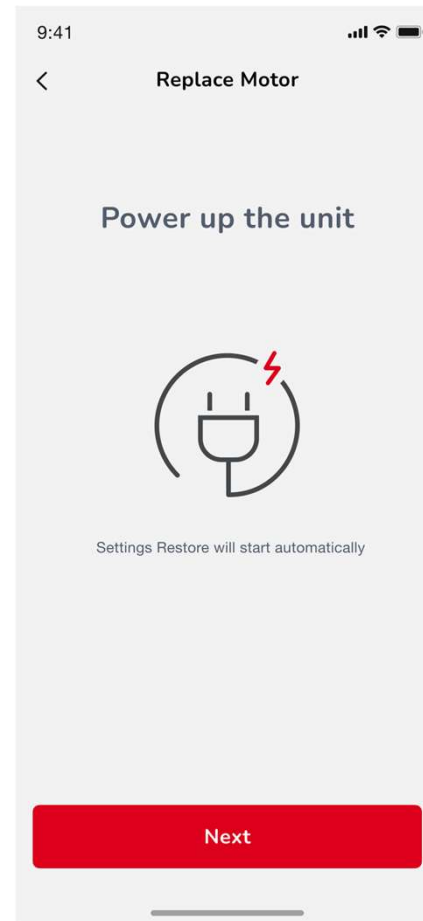 9:41
Replace Motor
Power up the unit
Settings Restore will start automatically
Next